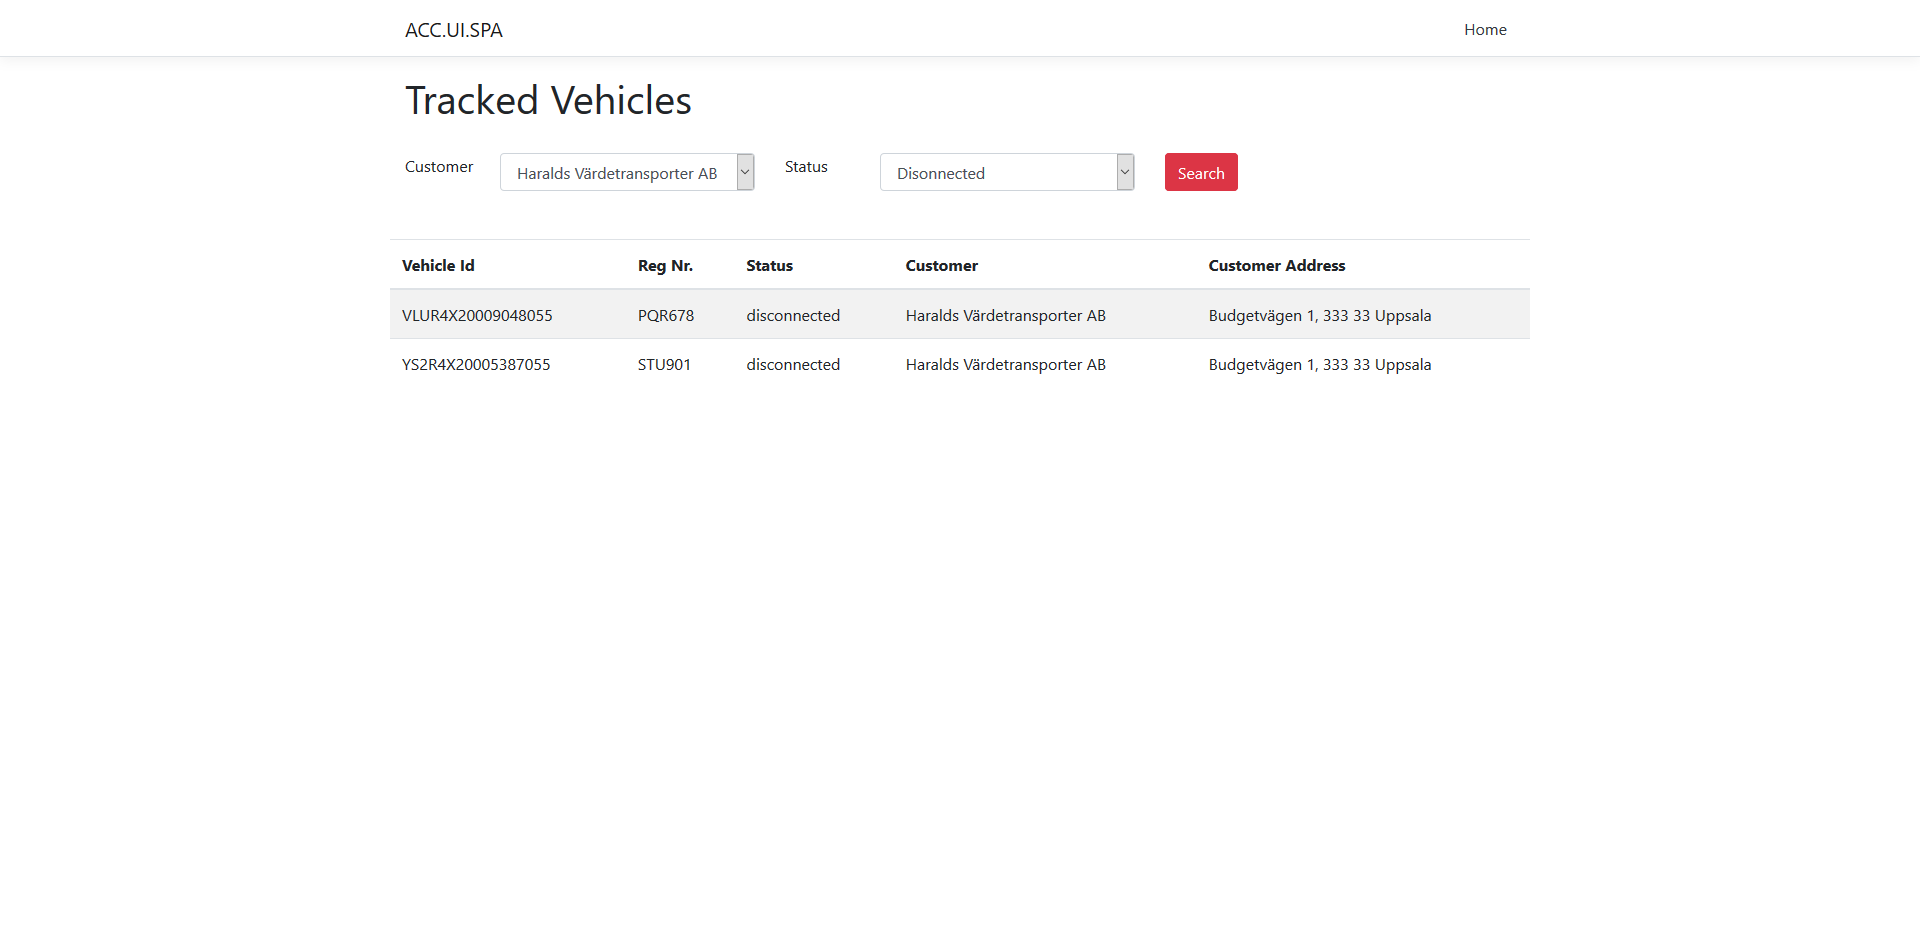 ACC.UI.SPA Home
Tracked Vehicles
Customer Haralds Värdetransporter AB Status Disonnected Search
Vehicle Id Reg Nr. Status Customer Customer Address
VLUR4X20009048055 PQR678 disconnected Haralds Värdetransporter AB Budgetvägen 1, 333 33 Uppsala
YS2R4X20005387055 STU901 disconnected Haralds Värdetransporter AB Budgetvägen 1, 333 33 Uppsala